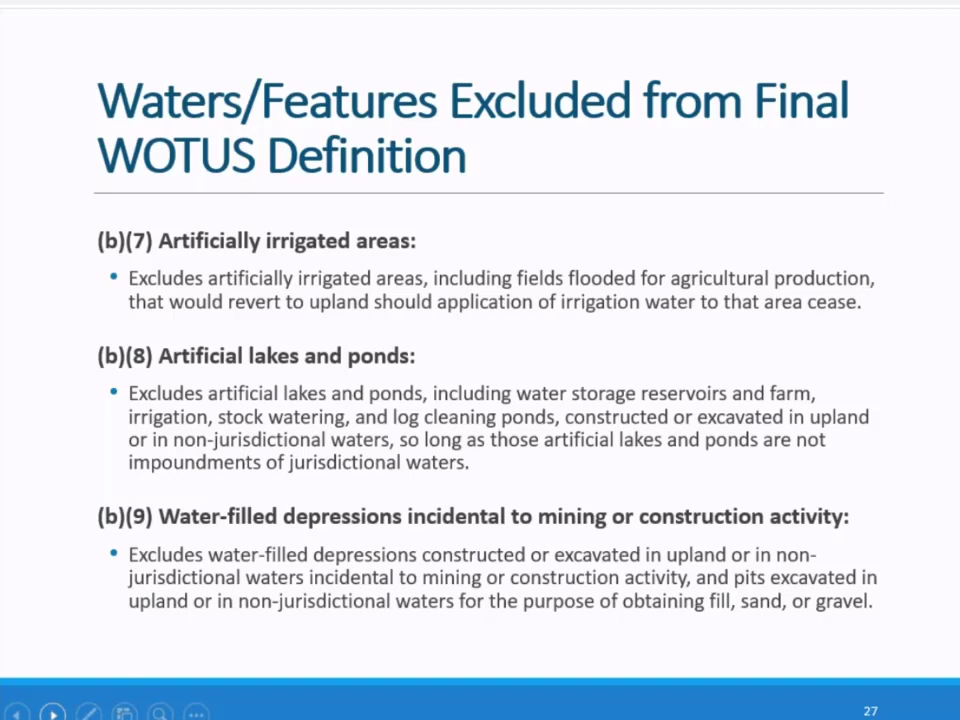 Waters/Features Excluded from Final
WOTUS Definition
(b)(7) Artificially irrigated areas:
• Excludes artificially irrigated areas, including fields flooded for agricultural production,
that would revert to upland should application of irrigation water to that area cease.
(b)(8) Artificial lakes and ponds:
• Excludes artificial lakes and ponds, including water storage reservoirs and farm,
irrigation, stock watering, and log cleaning ponds, constructed or excavated in upland
or in non-jurisdictional waters, so long as those artificial lakes and ponds are not
impoundments of jurisdictional waters.
(b)(9) Water-filled depressions incidental to mining or construction activity:
• Excludes water-filled depressions constructed or excavated in upland or in non-
jurisdictional waters incidental to mining or construction activity, and pits excavated in
upland or in non-jurisdictional waters for the purpose of obtaining fill, sand, or gravel.
27